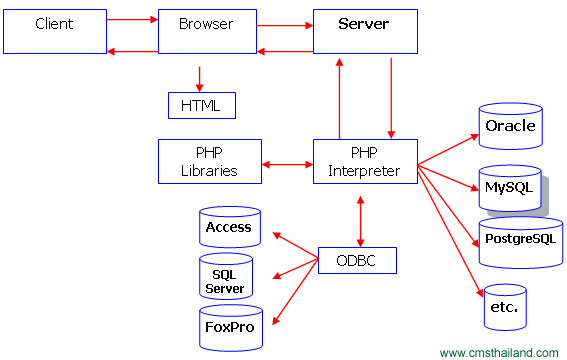 Client
Browser
Server
HTML
PHP
Libraries
PHP
Interpreter
Oracle
MySQL
PostgreSQL
etc.
Access
SQL
Server
FoxPro
ODBC
www.cmsthailand.com